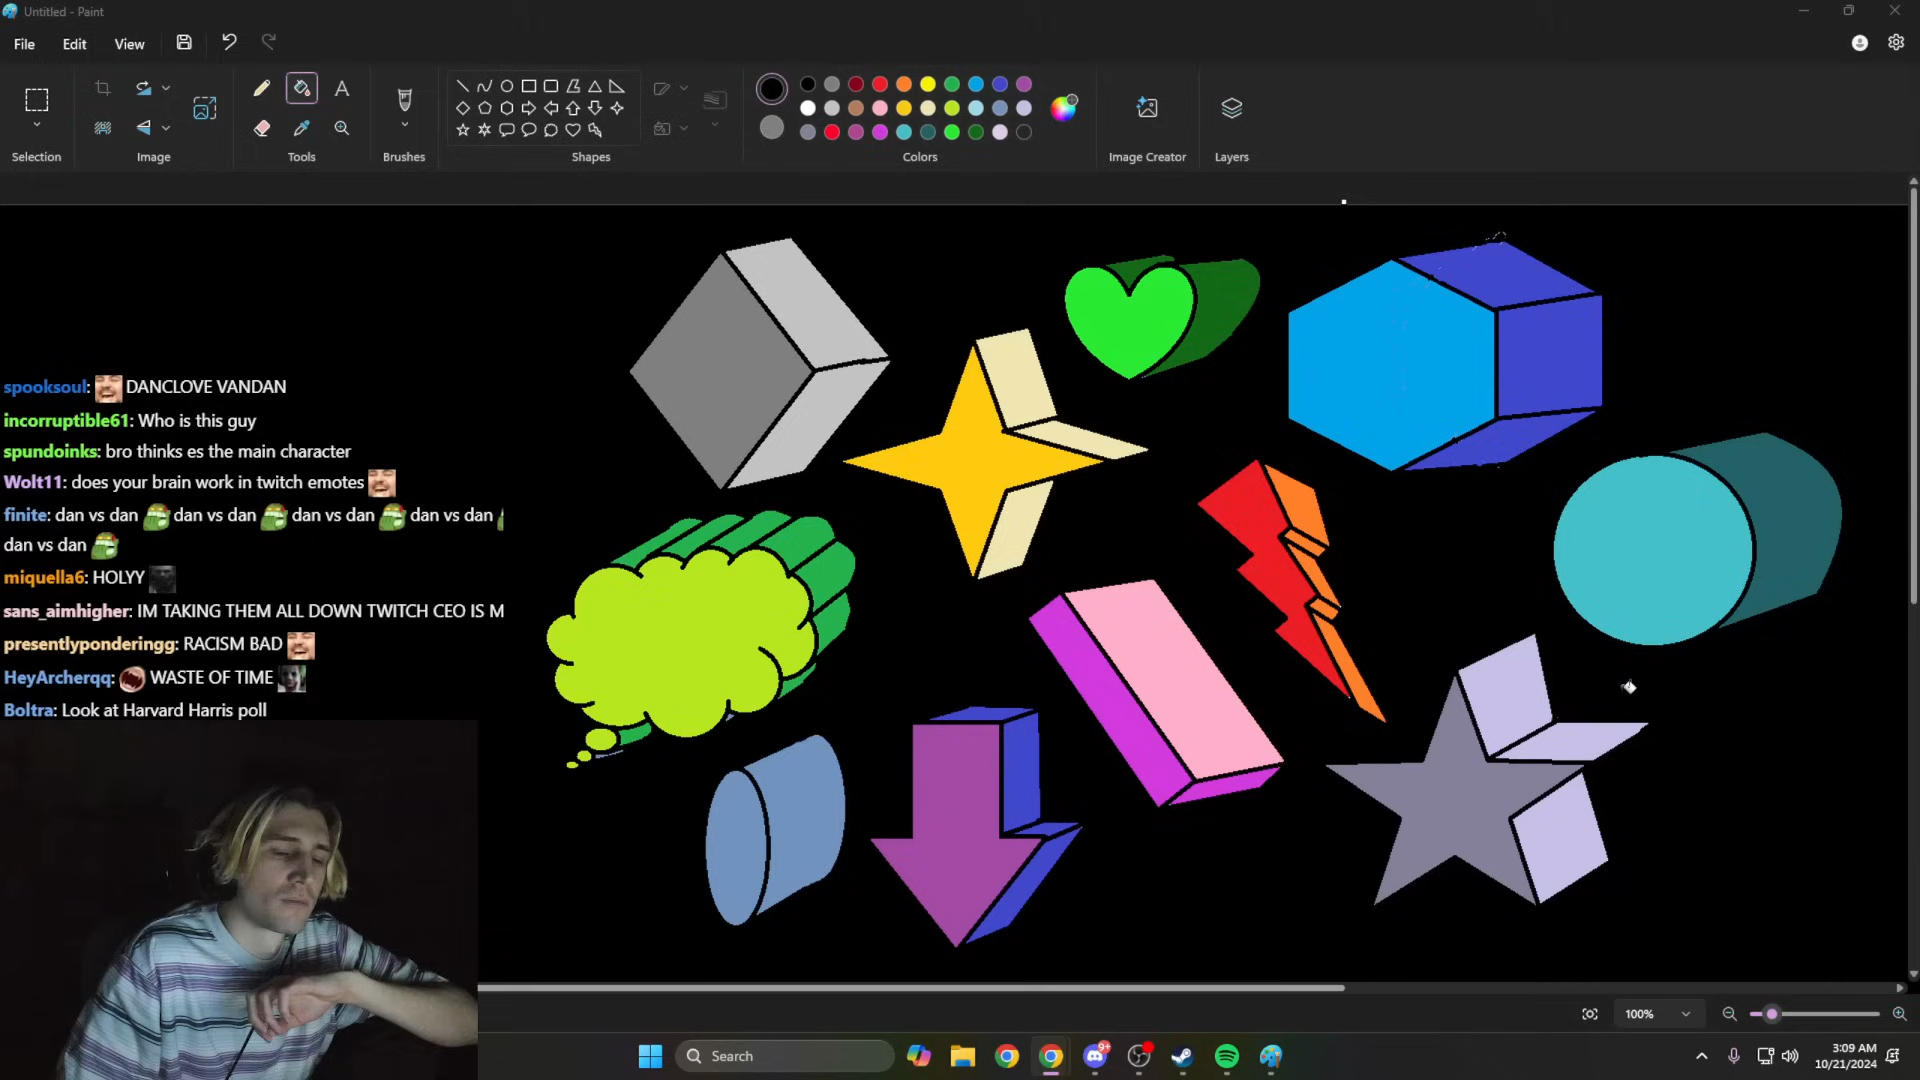 Untitled - Paint
File Edit View
A
Selection Image Tools Brushes Shapes Colors Image Creator Layers
spooksoul: DANCLOVE VANDAN
incorruptible61: Who is this guy
spundoinks: bro thinks es the main character
Wolt11: does your brain work in twitch emotes
finite: dan vs dan dan vs dan dan vs dan dan vs dan
dan vs dan
miquella6: HOLYY
sans_aimhigher: IM TAKING THEM ALL DOWN TWITCH CEO IS M
presentlyponderingg: RACISM BAD
HeyArcherqq: WASTE OF TIME
Boltra: Look at Harvard Harris poll
100%
Search
9+
3:09 AM
10/21/2024